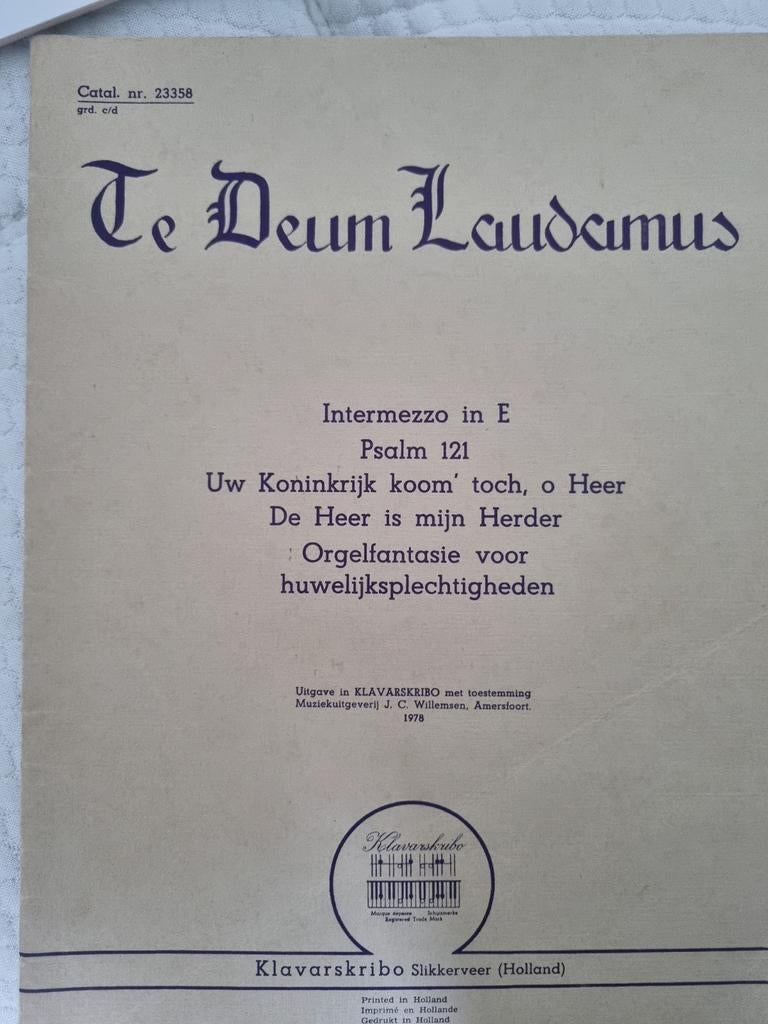 Catal. nr. 23358
grd. c/d
Te Deum Laudamus
Intermezzo in E
Psalm 121
Uw Koninkrijk koom' toch, o Heer
De Heer is mijn Herder
Orgelfantasie voor
huwelijksplechtigheden
Uitgave in KLAVARSKRIBO met toestemming
Muziekuitgeverij J. C. Willemsen, Amersfoort.
1978
Klavarskribo
Marque déposée Schutzmarke
Registered Trade Mark
Klavarskribo Slikkerveer (Holland)
Printed in Holland
Imprimé en Hollande
Gedrukt in Holland